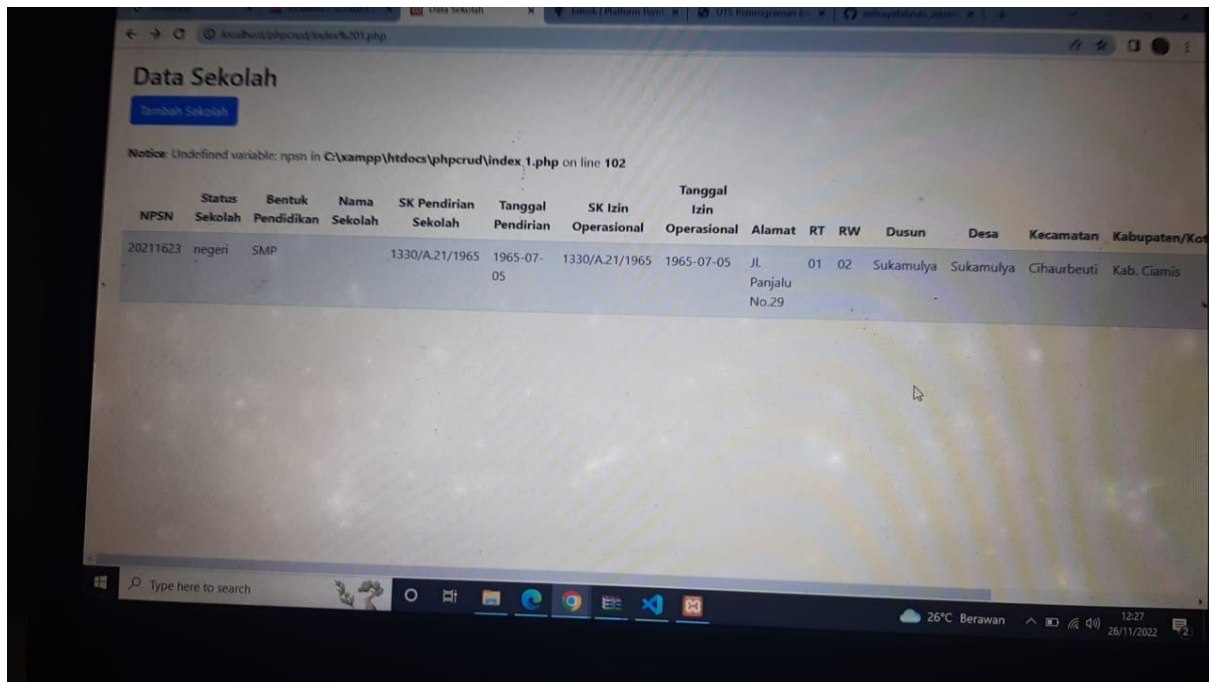 Data Sekolah
localhost/phpcrud/index%201.php
Data Sekolah
Tambah Sekolah
Notice: Undefined variable: npsn in C:\xampp\htdocs\phpcrud\index 1.php on line 102
NPSN Status Sekolah Bentuk Pendidikan Nama Sekolah SK Pendirian Sekolah Tanggal Pendirian SK Izin Operasional Tanggal Izin Operasional Alamat RT RW Dusun Desa Kecamatan Kabupaten/Kot
20211623 negeri SMP 1330/A.21/1965 1965-07-05 1330/A.21/1965 1965-07-05 Jl. Panjalu No.29 01 02 Sukamulya Sukamulya Cihaurbeuti Kab. Ciamis
Type here to search
26°C Berawan
12:27
26/11/2022
2